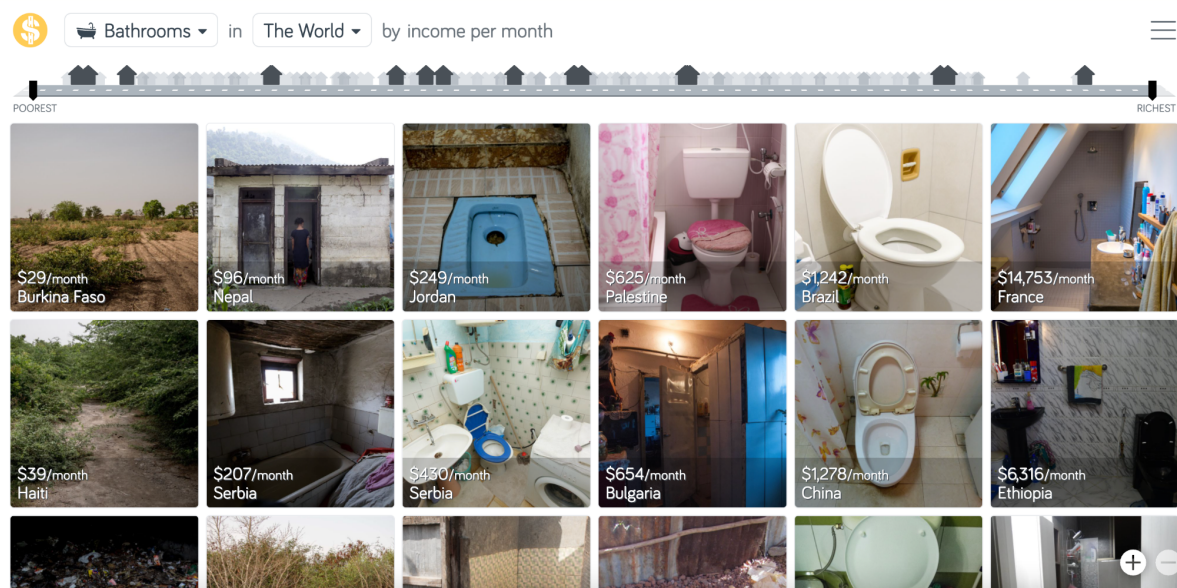 $ Bathrooms in The World by income per month
POOREST RICHEST
$29/month
Burkina Faso
$96/month
Nepal
$249/month
Jordan
$625/month
Palestine
$1,242/month
Brazil
$14,753/month
France
$39/month
Haiti
$207/month
Serbia
$430/month
Serbia
$654/month
Bulgaria
$1,278/month
China
$6,316/month
Ethiopia